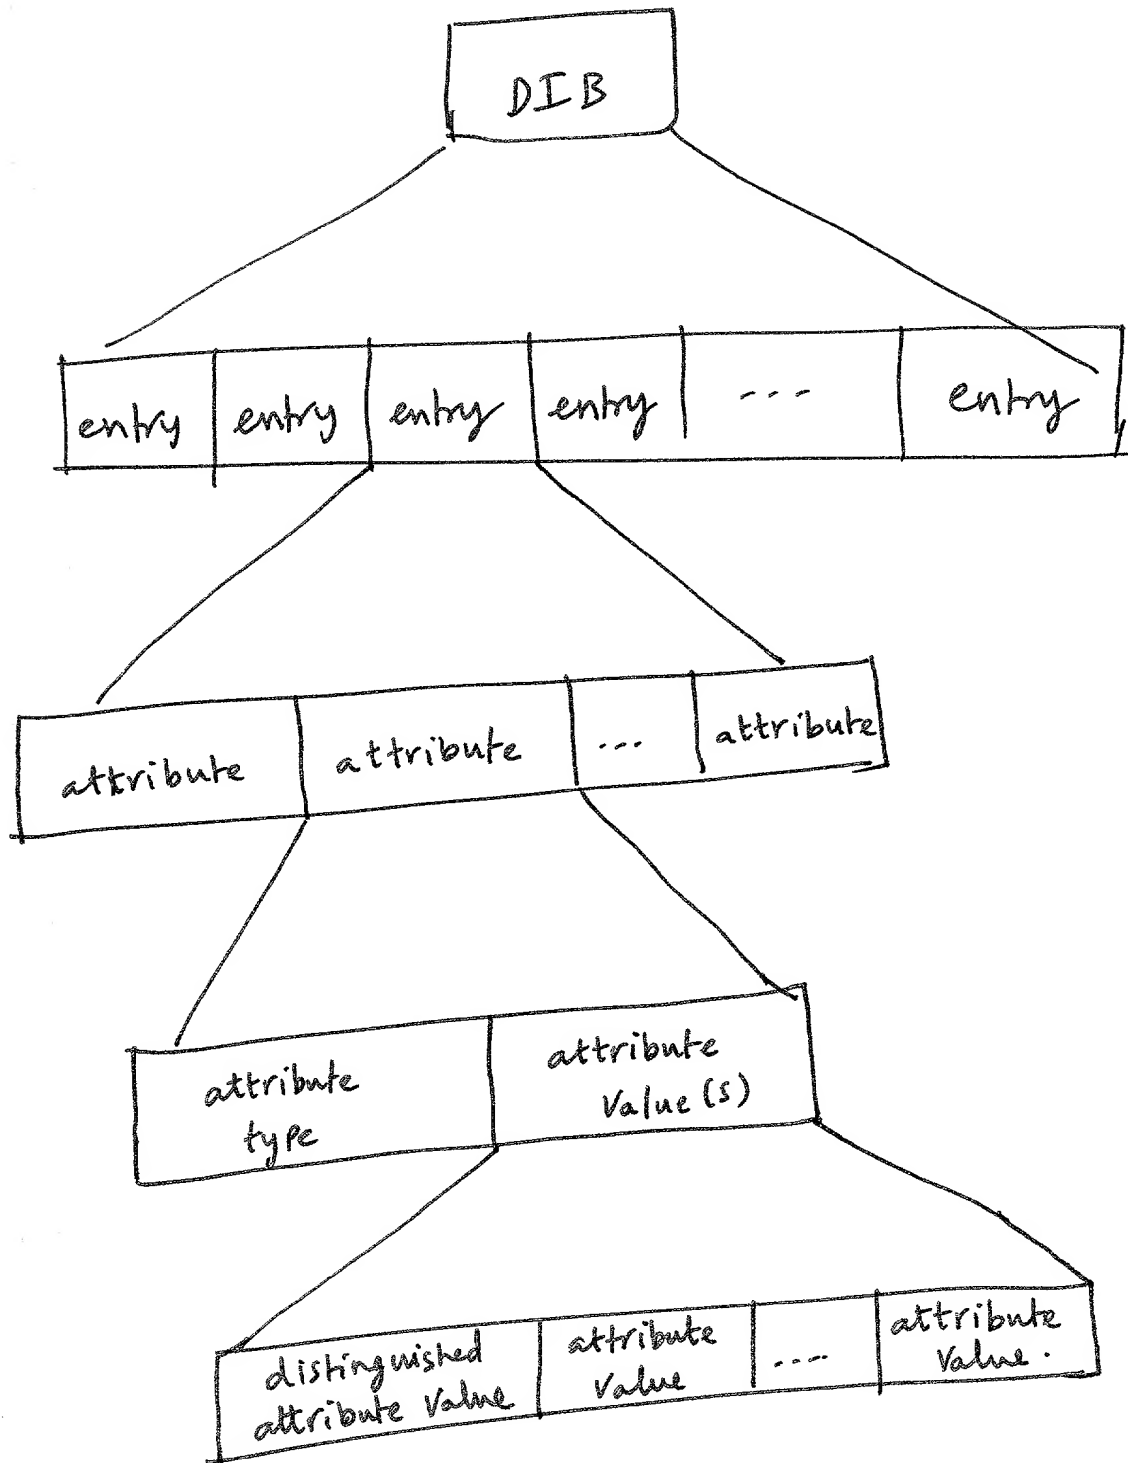 DIB
entry entry entry entry --- entry
attribute attribute ... attribute
attribute
type
attribute
Value(s)
distinguished
attribute Value
attribute
Value
....
attribute
Value.